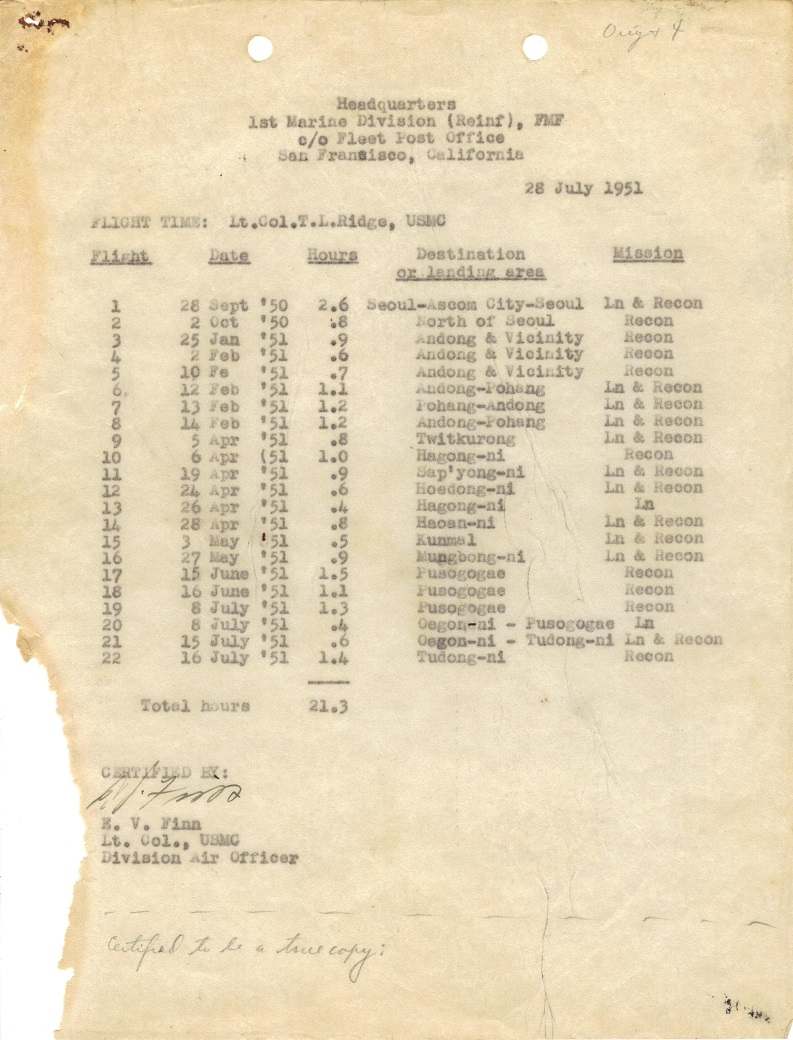 Orig & 4
Headquarters
1st Marine Division (Reinf), FMF
c/o Fleet Post Office
San Francisco, California
28 July 1951
FLIGHT TIME: Lt.Col.T.L.Ridge, USMC
Flight Date Hours Destination or landing area Mission
1 28 Sept '50 2.6 Seoul-Ascom City-Seoul Ln & Recon
2 2 Oct '50 .8 North of Seoul Recon
3 25 Jan '51 .9 Andong & Vicinity Recon
4 2 Feb '51 .6 Andong & Vicinity Recon
5 10 Fe '51 .7 Andong & Vicinity Recon
6. 12 Feb '51 1.1 Andong-Pohang Ln & Recon
7 13 Feb '51 1.2 Pohang-Andong Ln & Recon
8 14 Feb '51 1.2 Andong-Pohang Ln & Recon
9 5 Apr '51 .8 Twitkurong Ln & Recon
10 6 Apr (51 1.0 Hagong-ni Recon
11 19 Apr '51 .9 Sap'yong-ni Ln & Recon
12 24 Apr '51 .6 Hoedong-ni Ln & Recon
13 26 Apr '51 .4 Hagong-ni Ln
14 28 Apr '51 .8 Haoan-ni Ln & Recon
15 3 May '51 .5 Kunmal Ln & Recon
16 27 May '51 .9 Mungbong-ni Ln & Recon
17 15 June '51 1.5 Pusogogae Recon
18 16 June '51 1.1 Pusogogae Recon
19 8 July '51 1.3 Pusogogae Recon
20 8 July '51 .4 Oegon-ni - Pusogogae Ln
21 15 July '51 .6 Oegon-ni - Tudong-ni Ln & Recon
22 16 July '51 1.4 Tudong-ni Recon
Total hours 21.3
CERTIFIED BY:
E. V. Finn
Lt. Col., USMC
Division Air Officer
Certified to be a true copy: